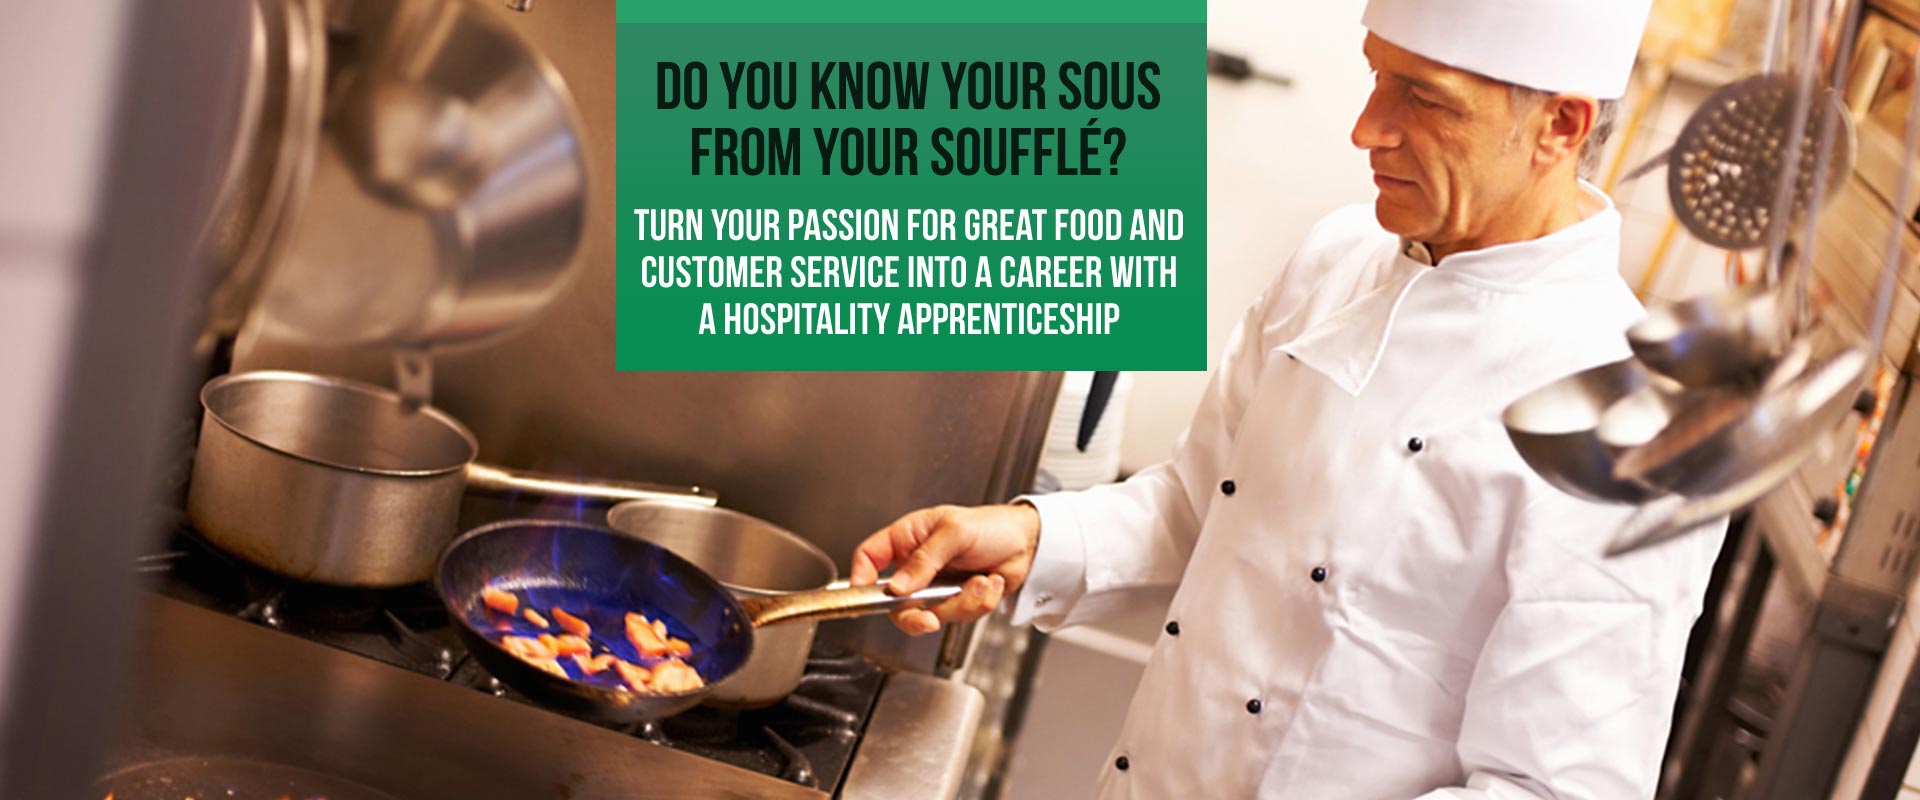 DO YOU KNOW YOUR SOUS
FROM YOUR SOUFFLÉ?
TURN YOUR PASSION FOR GREAT FOOD AND
CUSTOMER SERVICE INTO A CAREER WITH
A HOSPITALITY APPRENTICESHIP